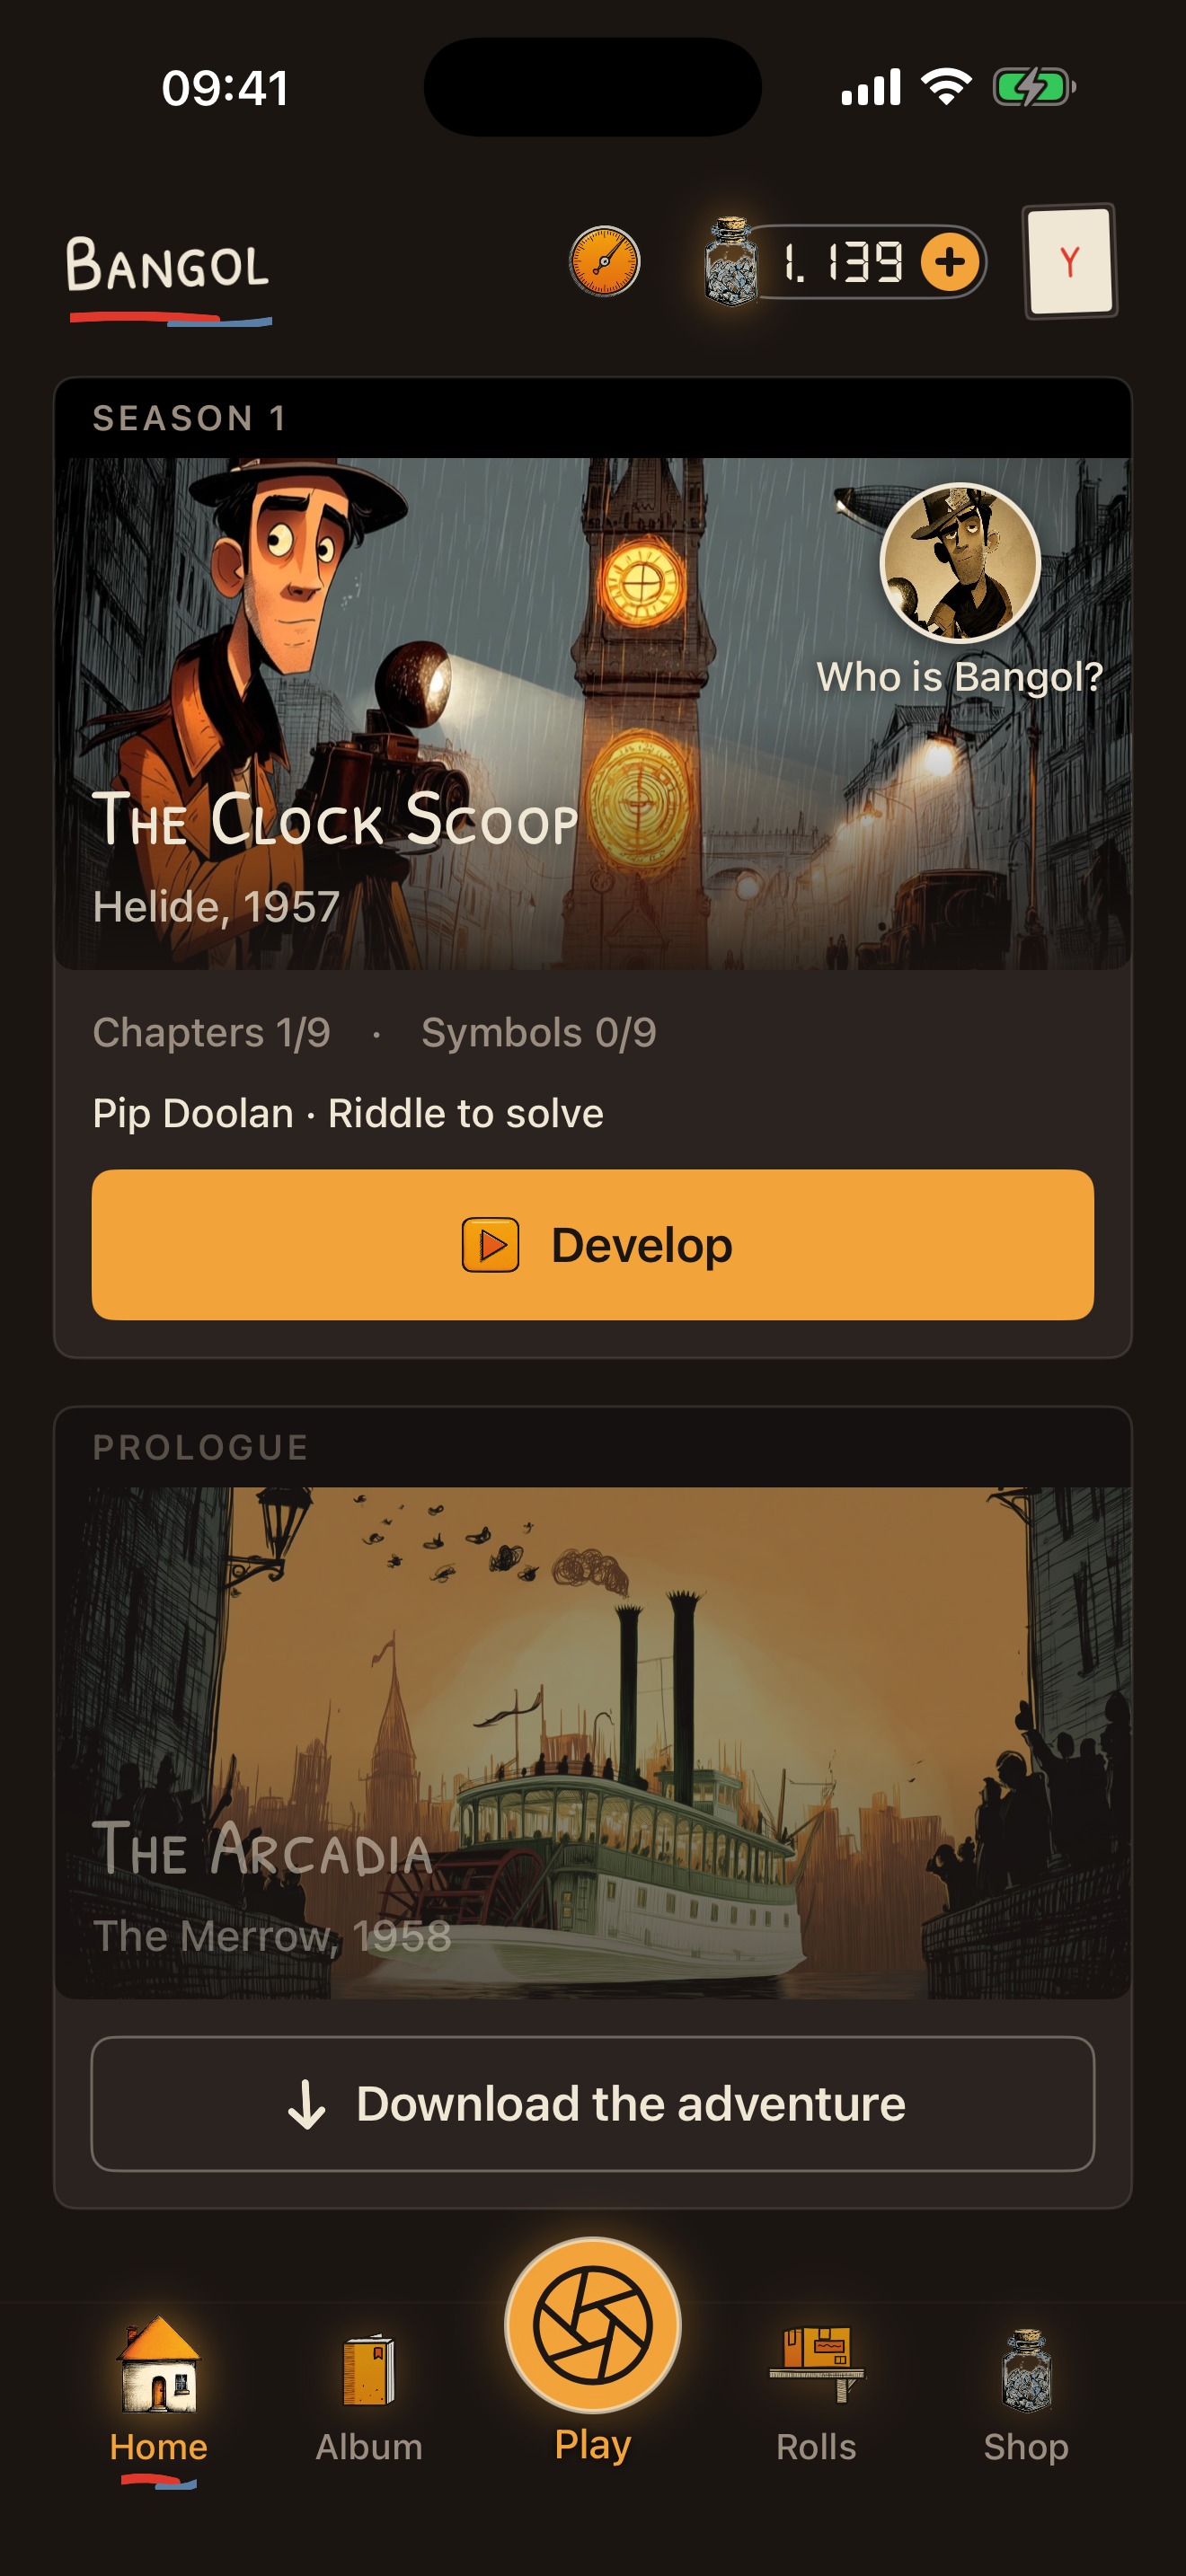 09:41
BANGOL
1.139
Y
SEASON 1
Who is Bangol?
THE CLOCK SCOOP
Helide, 1957
Chapters 1/9 · Symbols 0/9
Pip Doolan · Riddle to solve
Develop
PROLOGUE
THE ARCADIA
The Merrow, 1958
Download the adventure
Home
Album
Play
Rolls
Shop